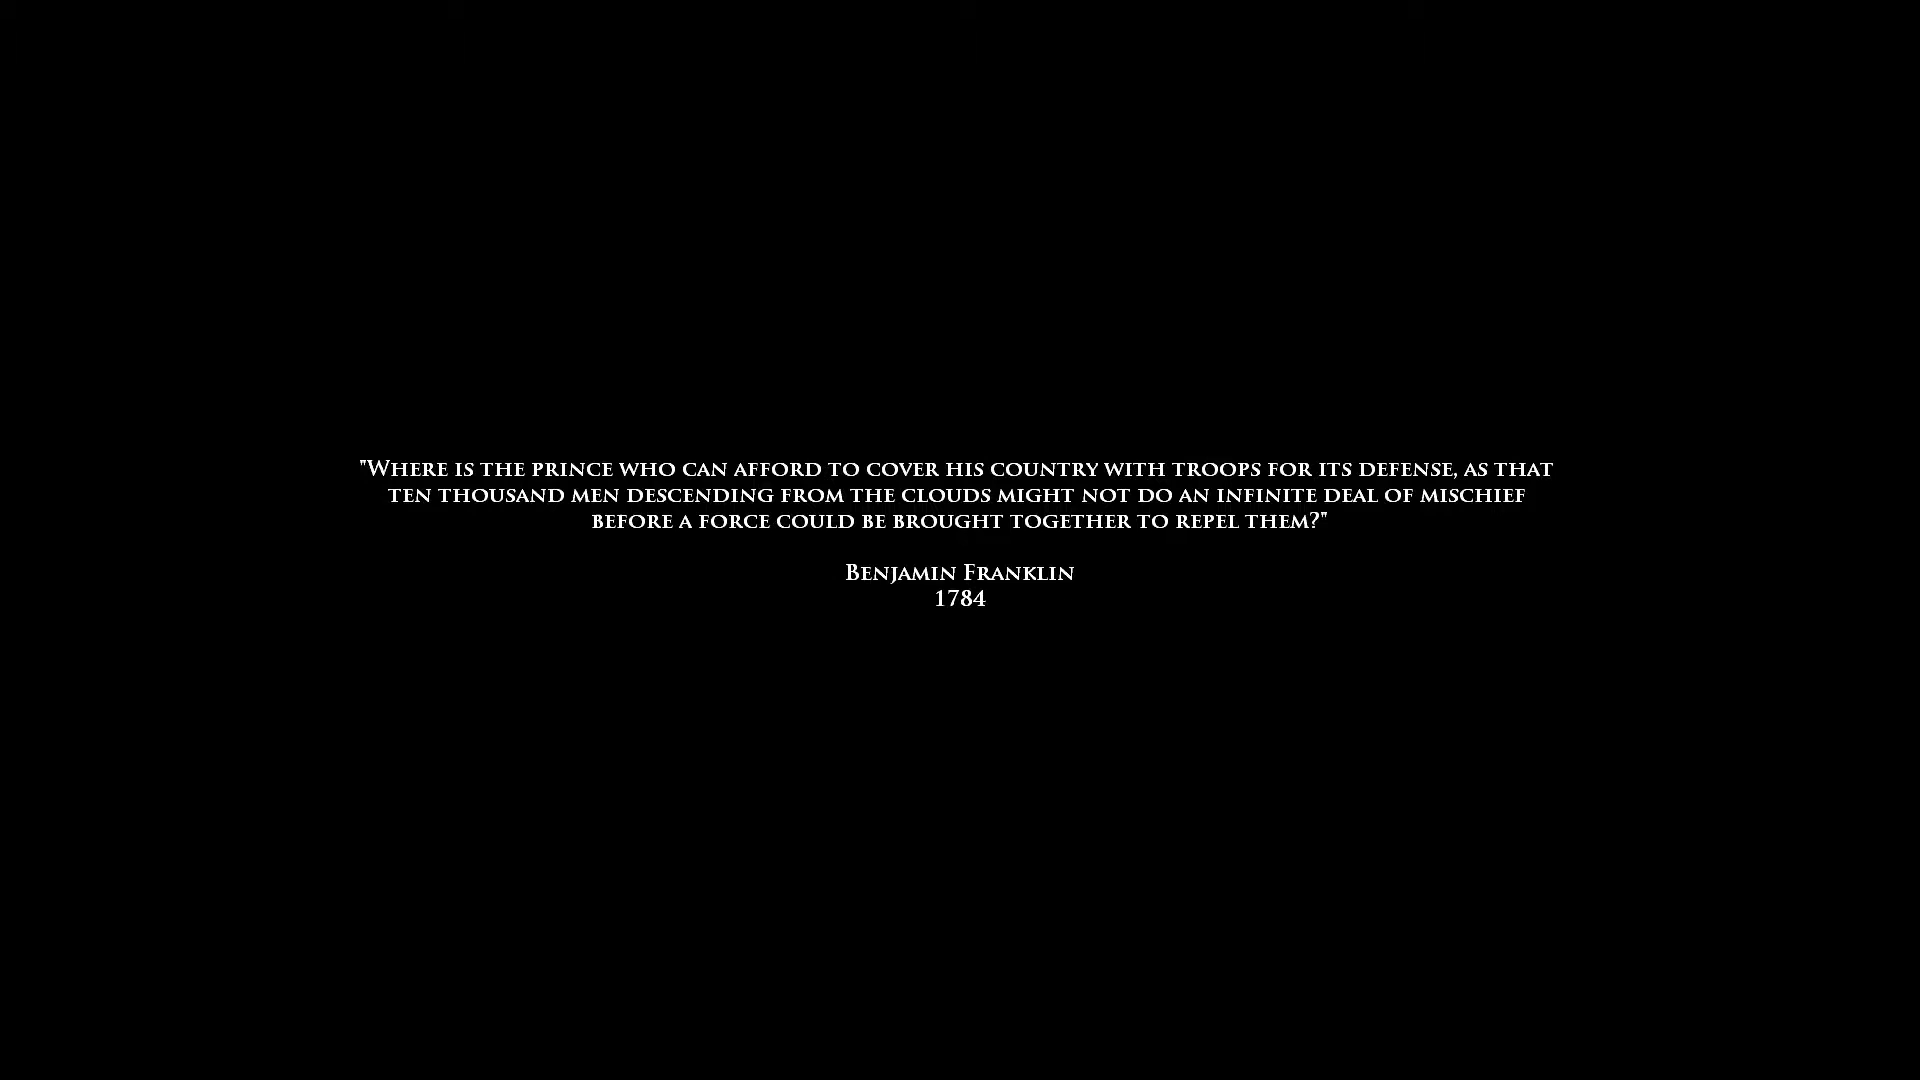 "Where is the prince who can afford to cover his country with troops for its defense, as that
ten thousand men descending from the clouds might not do an infinite deal of mischief
before a force could be brought together to repel them?"
Benjamin Franklin
1784